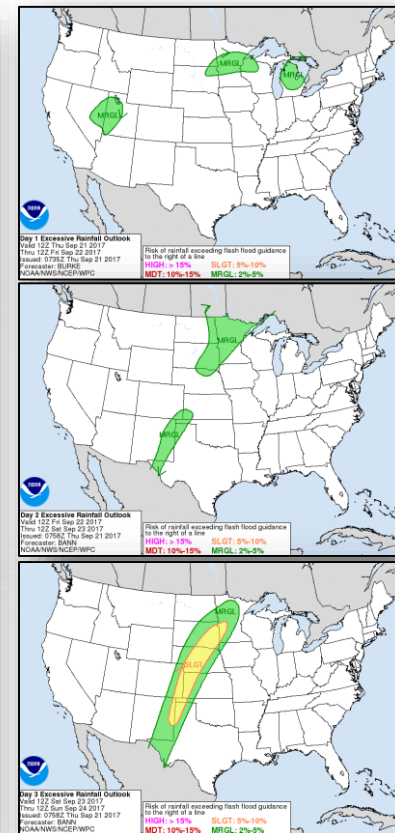 MRGL
MRGL
MRGL
NOAA
Day 1 Excessive Rainfall Outlook
Valid 12Z Thu Sep 21 2017
Thru 12Z Fri Sep 22 2017
Issued: 0735Z Thu Sep 21 2017
Forecaster: BURKE
NOAA/NWS/NCEP/WPC
Risk of rainfall exceeding flash flood guidance
to the right of a line
HIGH: > 15% SLGT: 5%-10%
MDT: 10%-15% MRGL: 2%-5%
MRGL
MRGL
NOAA
Day 2 Excessive Rainfall Outlook
Valid 12Z Fri Sep 22 2017
Thru 12Z Sat Sep 23 2017
Issued: 0758Z Thu Sep 21 2017
Forecaster: BANN
NOAA/NWS/NCEP/WPC
Risk of rainfall exceeding flash flood guidance
to the right of a line
HIGH: > 15% SLGT: 5%-10%
MDT: 10%-15% MRGL: 2%-5%
MRGL
SLGT
NOAA
Day 3 Excessive Rainfall Outlook
Valid 12Z Sat Sep 23 2017
Thru 12Z Sun Sep 24 2017
Issued: 0758Z Thu Sep 21 2017
Forecaster: BANN
NOAA/NWS/NCEP/WPC
Risk of rainfall exceeding flash flood guidance
to the right of a line
HIGH: > 15% SLGT: 5%-10%
MDT: 10%-15% MRGL: 2%-5%